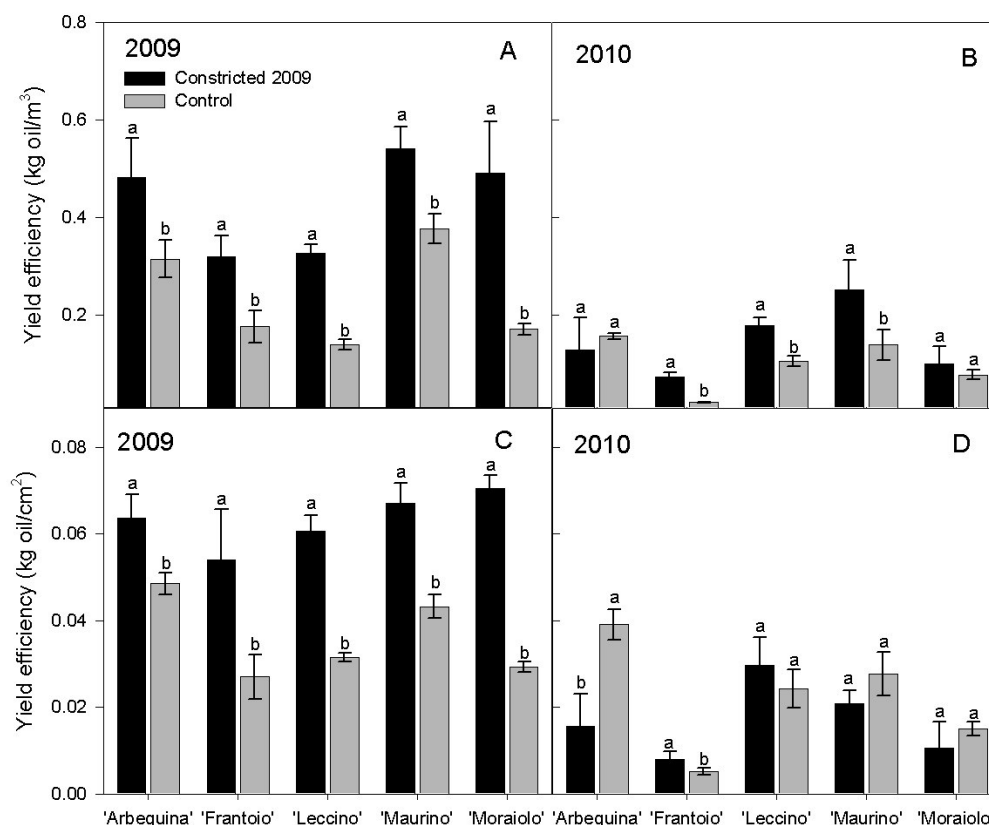 0.8
0.6
0.4
0.2
Yield efficiency (kg oil/m³)
2009
A
Constricted 2009
Control
a b a b a b a b a b
2010
B
a a a b a b a b a a
0.08
0.06
0.04
0.02
0.00
Yield efficiency (kg oil/cm²)
2009
C
a b a b a b a b a b
2010
D
b a a b a a a a a a
'Arbequina' 'Frantoio' 'Leccino' 'Maurino' 'Moraiolo' 'Arbequina' 'Frantoio' 'Leccino' 'Maurino' 'Moraiolo